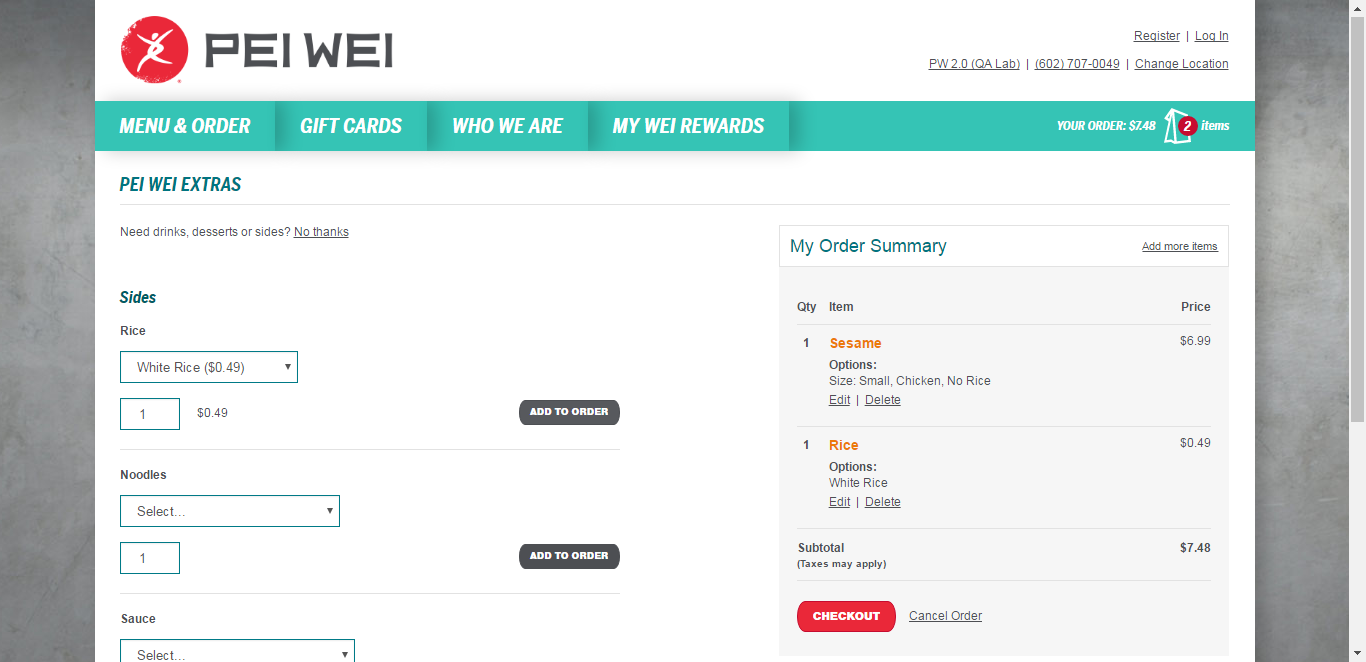 PEI WEI
Register | Log In
PW 2.0 (QA Lab) | (602) 707-0049 | Change Location
MENU & ORDER GIFT CARDS WHO WE ARE MY WEI REWARDS YOUR ORDER: $7.48 2 items
PEI WEI EXTRAS
Need drinks, desserts or sides? No thanks
Sides
Rice
White Rice ($0.49)
1 $0.49 ADD TO ORDER
Noodles
Select...
1 ADD TO ORDER
Sauce
Select...
My Order Summary Add more items
Qty Item Price
1 Sesame $6.99
Options:
Size: Small, Chicken, No Rice
Edit | Delete
1 Rice $0.49
Options:
White Rice
Edit | Delete
Subtotal $7.48
(Taxes may apply)
CHECKOUT Cancel Order